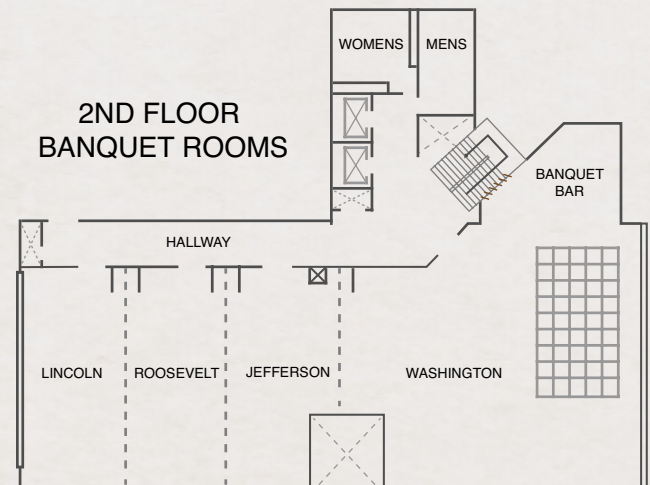 WOMENS
MENS
2ND FLOOR
BANQUET ROOMS
BANQUET
BAR
HALLWAY
LINCOLN
ROOSEVELT
JEFFERSON
WASHINGTON